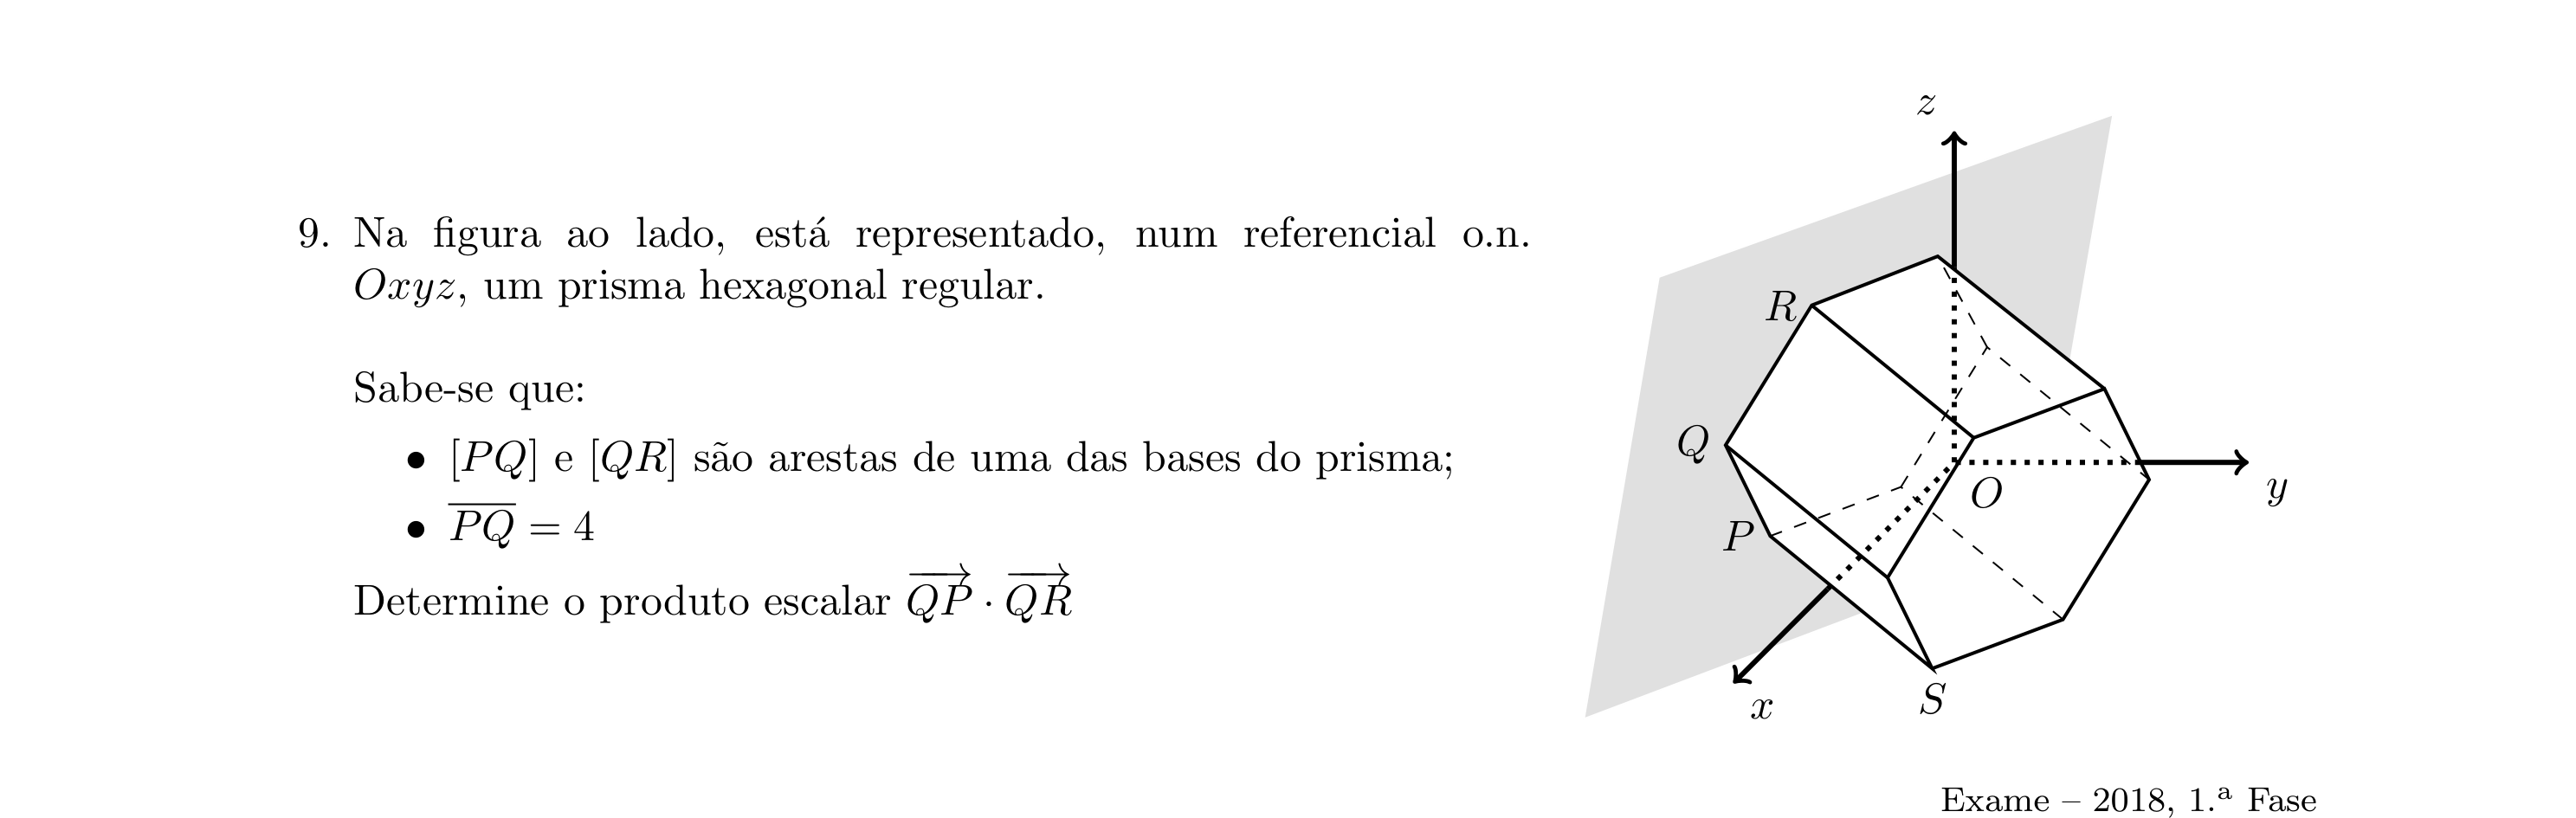 9. Na figura ao lado, está representado, num referencial o.n.
Oxyz, um prisma hexagonal regular.
Sabe-se que:
• [PQ] e [QR] são arestas de uma das bases do prisma;
• $\overline{PQ} = 4$
Determine o produto escalar $\overrightarrow{QP} \cdot \overrightarrow{QR}$
z
R
Q
O
y
P
S
x
Exame – 2018, 1.ª Fase